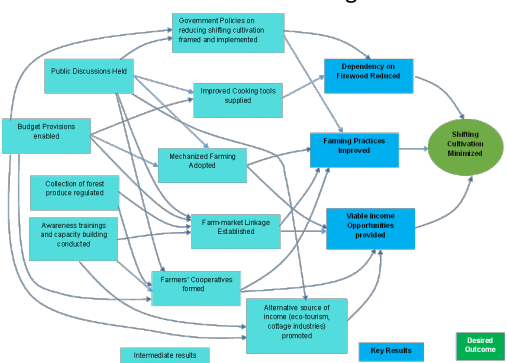 Government Policies on
reducing shifting cultivation
framed and implemented
Public Discussions Held
Dependency on
Firewood Reduced
Improved Cooking tools
supplied
Budget Provisions
enabled
Farming Practices
Improved
Shifting
Cultivation
Minimized
Mechanized Farming
Adopted
Collection of forest
produce regulated
Awareness trainings
and capacity building
conducted
Farm-market Linkage
Established
Viable Income
Opportunities
provided
Farmers' Cooperatives
formed
Alternative source of
income (eco-tourism,
cottage industries)
promoted
Intermediate results
Key Results
Desired
Outcome